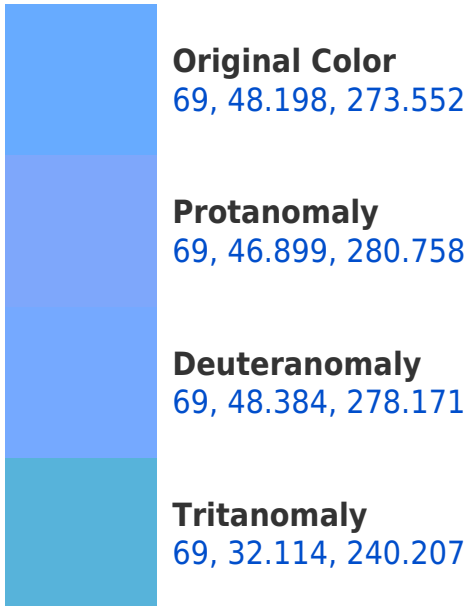 Original Color
69, 48.198, 273.552
Protanomaly
69, 46.899, 280.758
Deuteranomaly
69, 48.384, 278.171
Tritanomaly
69, 32.114, 240.207